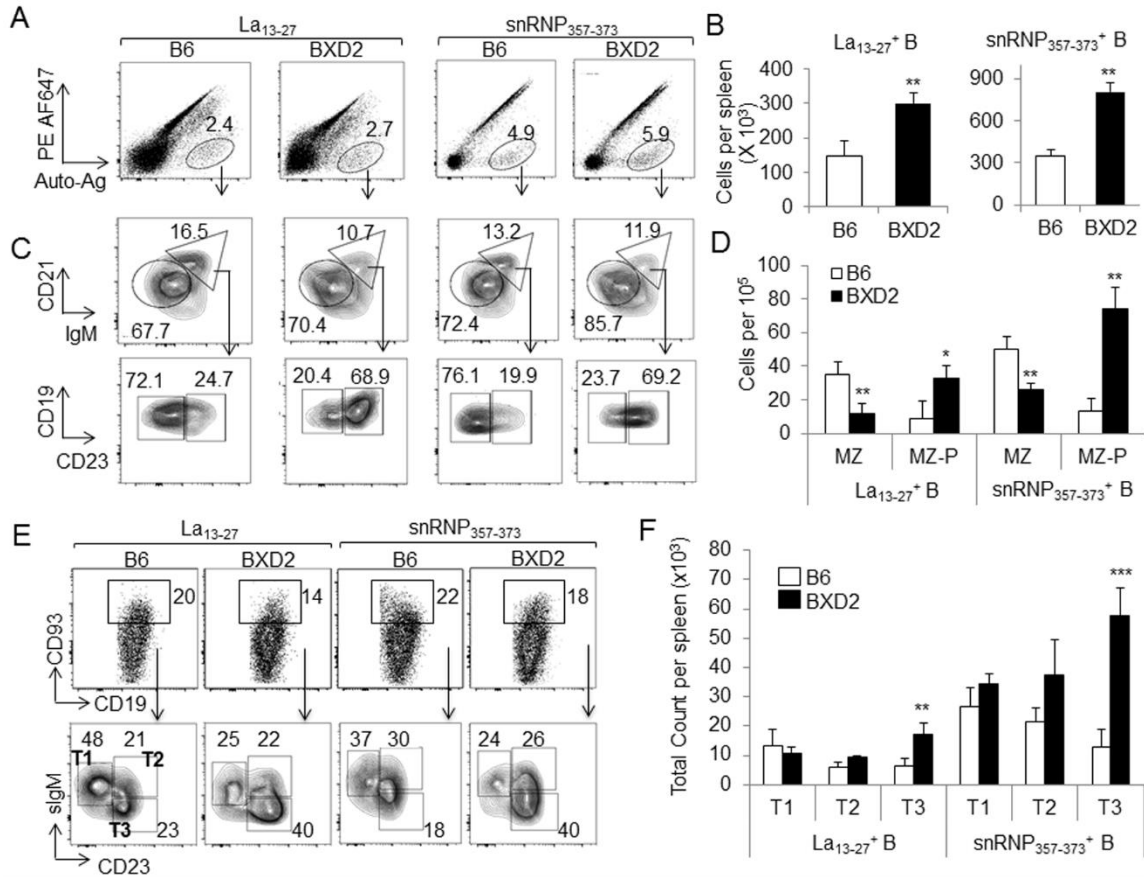 A
La13-27
snRNP357-373
B6 BXD2 B6 BXD2
PE AF647
2.4 2.7 4.9 5.9
Auto-Ag
B
La13-27+ B
snRNP357-373+ B
Cells per spleen
(X 10³)
400
300
200
100
0
**
B6 BXD2
900
600
300
0
**
B6 BXD2
C
16.5 10.7 13.2 11.9
CD21
IgM
67.7 70.4 72.4 85.7
72.1 24.7 20.4 68.9 76.1 19.9 23.7 69.2
CD19
CD23
D
B6
BXD2
Cells per 10⁵
100
80
60
40
20
0
** * ** **
MZ MZ-P MZ MZ-P
La13-27+ B snRNP357-373+ B
E
La13-27
snRNP357-373
B6 BXD2 B6 BXD2
20 14 22 18
CD93
CD19
48 21 25 22 37 30 24 26
T1 T2
T3
23 40 18 40
sIgM
CD23
F
B6
BXD2
Total Count per spleen (x10³)
80
70
60
50
40
30
20
10
0
** ***
T1 T2 T3 T1 T2 T3
La13-27+ B snRNP357-373+ B